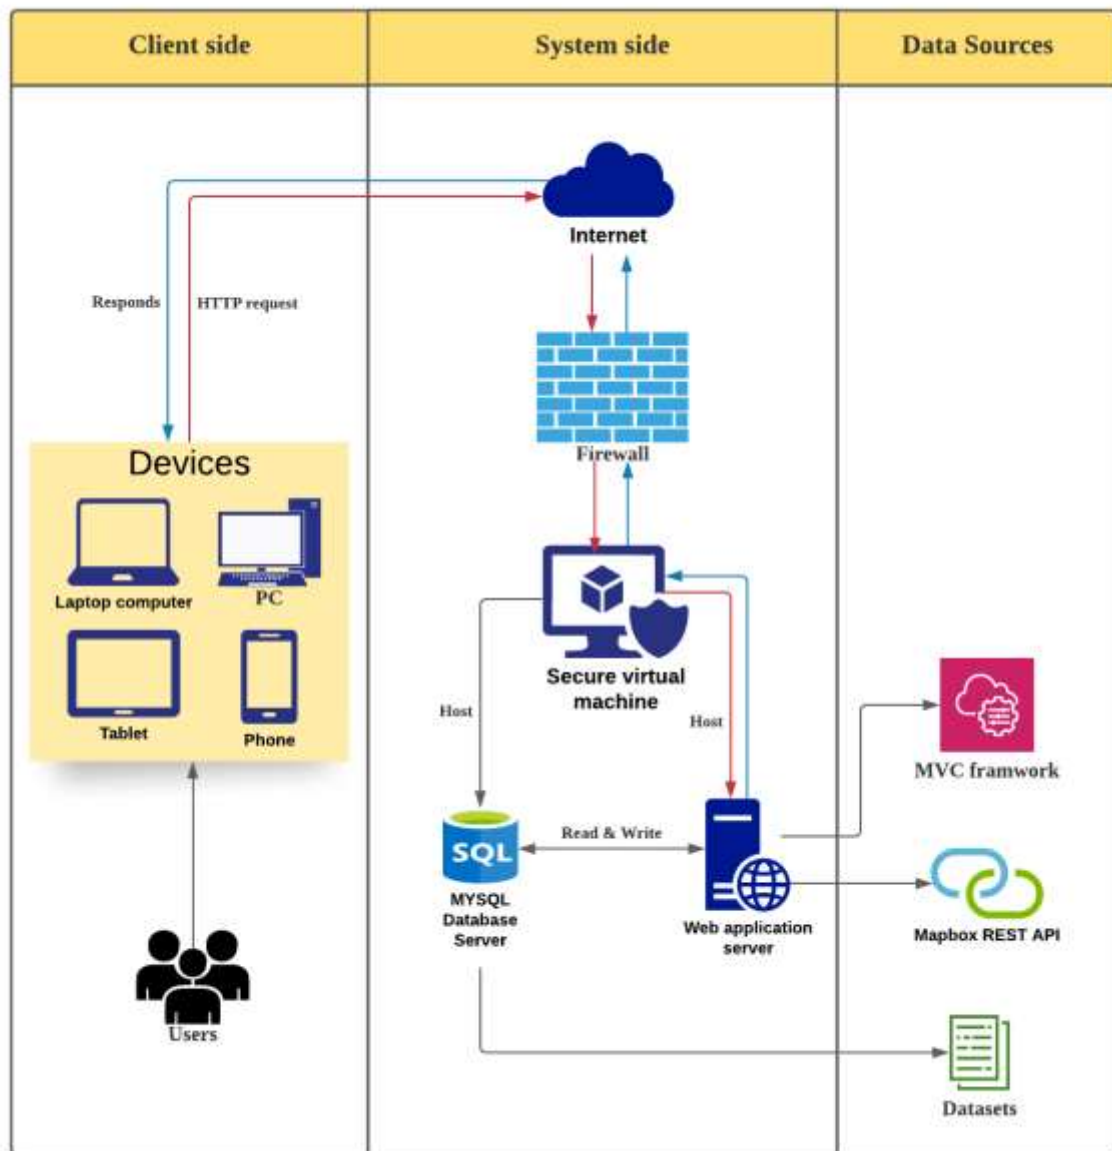 Client side
System side
Data Sources
Internet
Responds
HTTP request
Firewall
Devices
Laptop computer
PC
Tablet
Phone
Secure virtual
machine
Host
Host
MVC framwork
Read & Write
SQL
MYSQL
Database
Server
Web application
server
Mapbox REST API
Users
Datasets